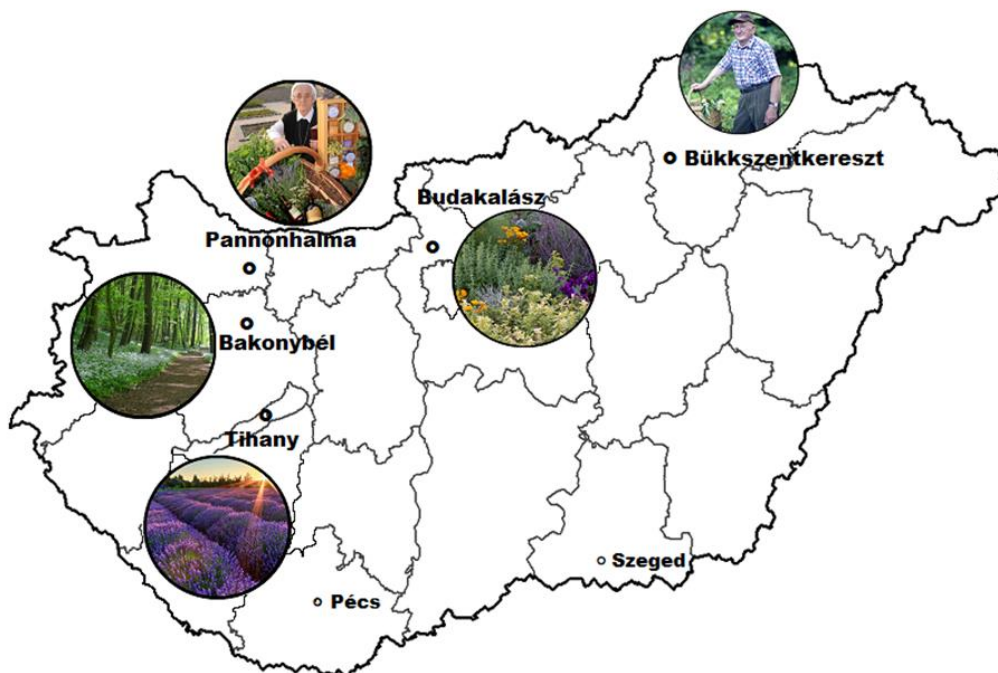 Bükkszentkereszt
Budakalász
Pannonhalma
Bakonybél
Tihany
Szeged
Pécs